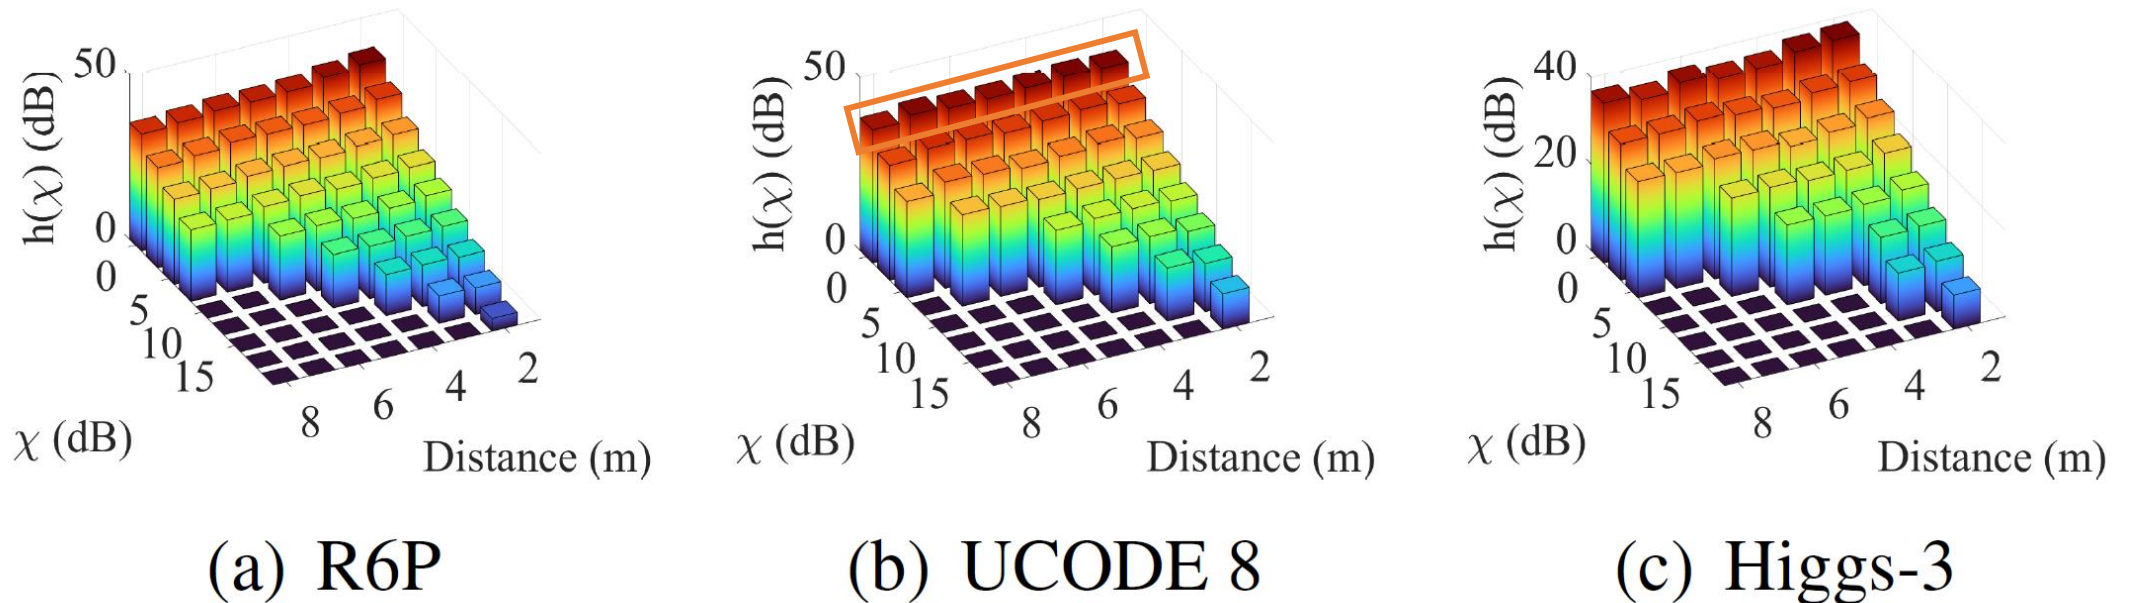 h(χ) (dB)
50
0
0
5
10
15
χ (dB)
8
6
4
2
Distance (m)
(a) R6P
h(χ) (dB)
50
0
0
5
10
15
χ (dB)
8
6
4
2
Distance (m)
(b) UCODE 8
h(χ) (dB)
40
20
0
0
5
10
15
χ (dB)
8
6
4
2
Distance (m)
(c) Higgs-3